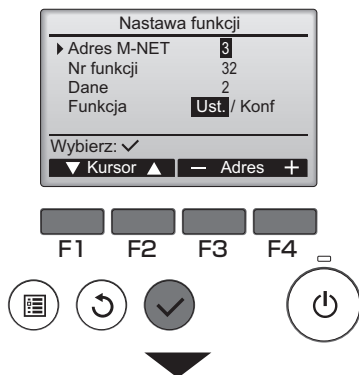 Nastawa funkcji
Adres M-NET 3
Nr funkcji 32
Dane 2
Funkcja Ust. / Konf
Wybierz: ✓
▼ Kursor ▲ − Adres +
F1 F2 F3 F4